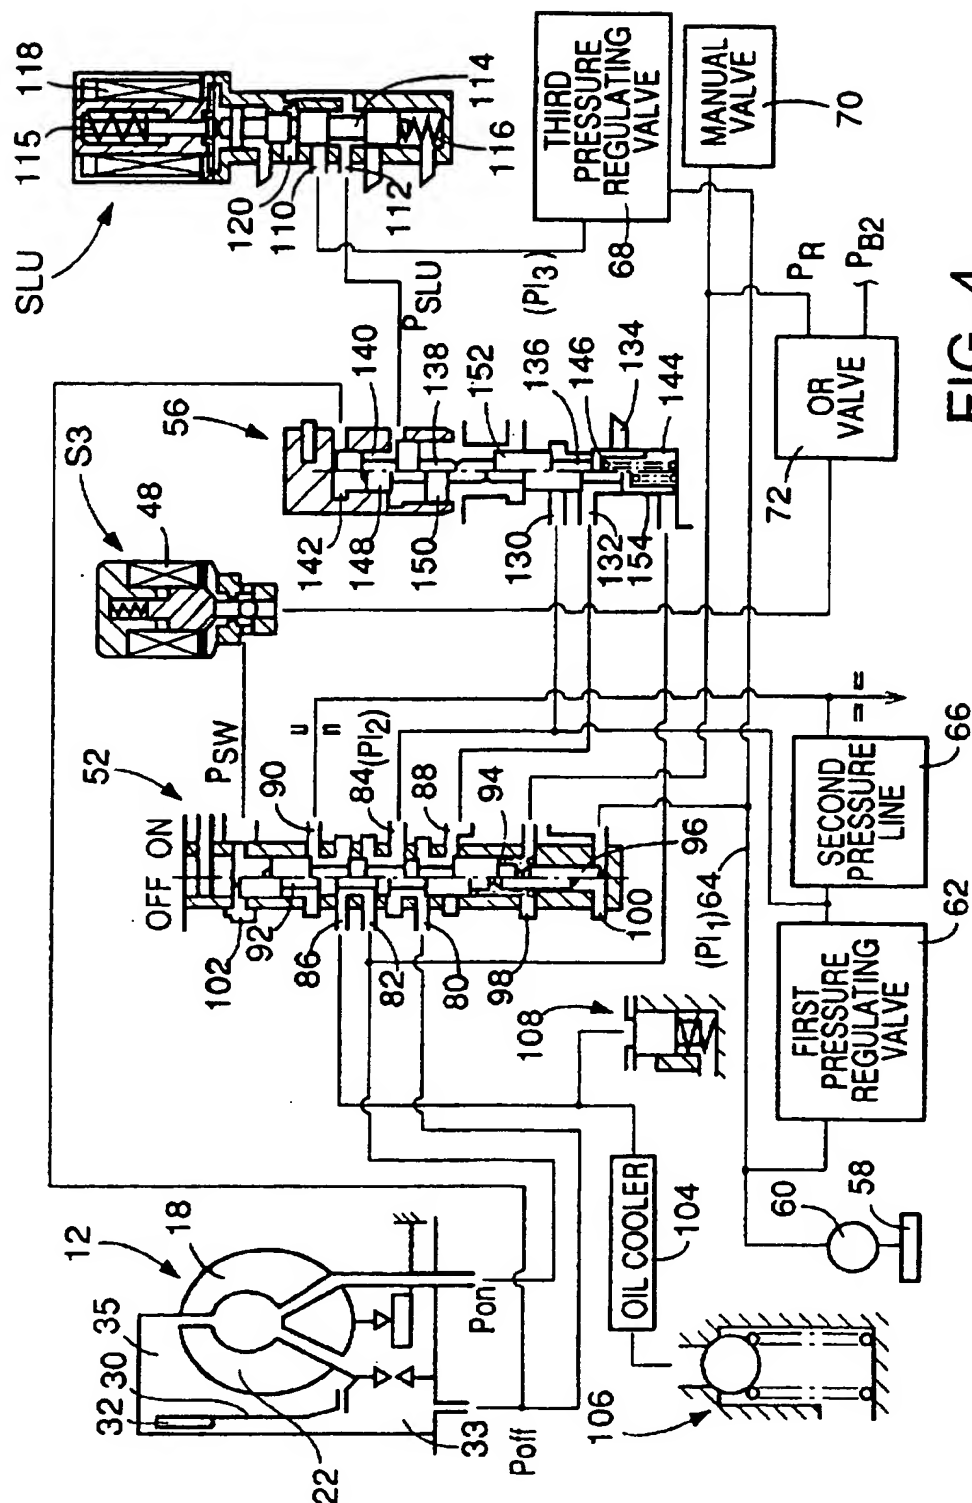 12
18
35
30
32
22
33
Poff
Pon
OFF ON
52
PSW
102
92
90
86
84(Pl2)
82
88
80
94
98
96
100
S3
48
56
142
140
148
138
150
152
130
136
132
146
154
134
144
PSLU
SLU
115
118
114
120
110
112
116
THIRD
PRESSURE
REGULATING
VALVE
68
(Pl3)
MANUAL
VALVE
70
OR
VALVE
72
PR
PB2
108
106
OIL COOLER
104
60
58
(Pl1)64
FIRST
PRESSURE
REGULATING
VALVE
62
SECOND
PRESSURE
LINE
66
FIG. 4